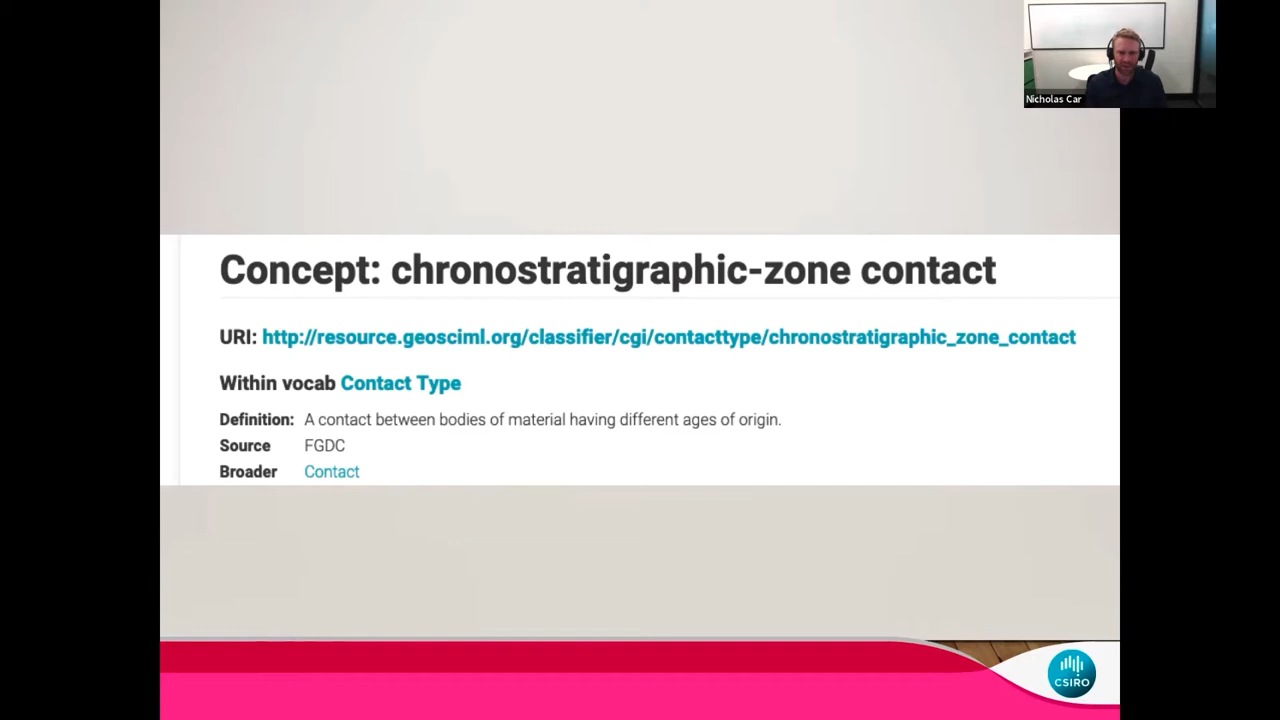 Nicholas Car
Concept: chronostratigraphic-zone contact
URI: http://resource.geosciml.org/classifier/cgi/contacttype/chronostratigraphic_zone_contact
Within vocab Contact Type
Definition: A contact between bodies of material having different ages of origin.
Source FGDC
Broader Contact
CSIRO